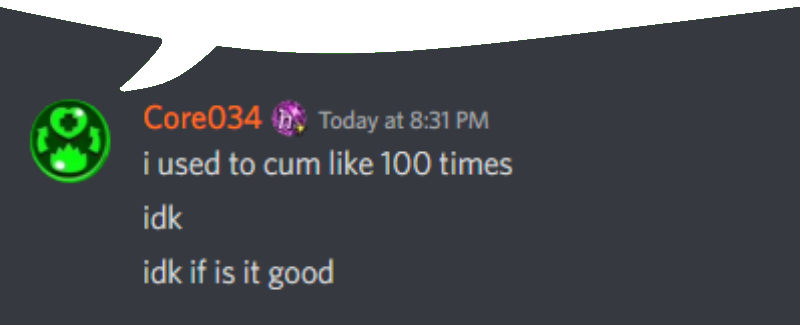 Core034 Today at 8:31 PM
i used to cum like 100 times
idk
idk if is it good